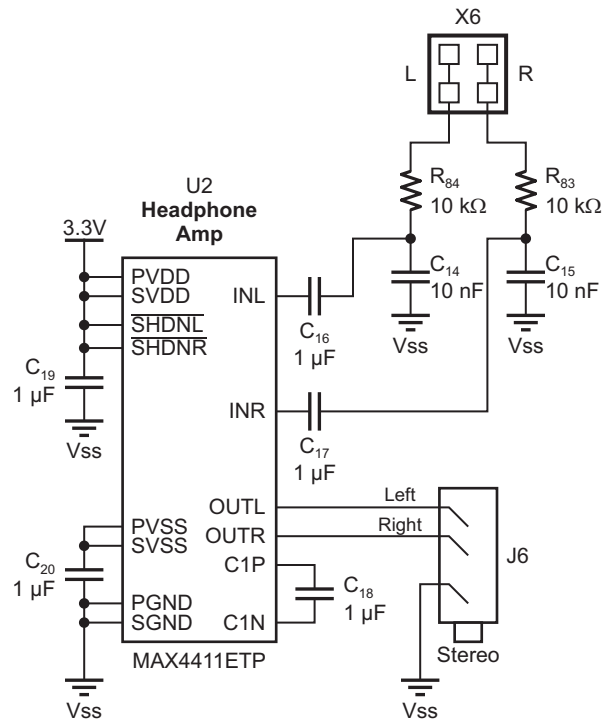 X6
L
R
R84
10 kΩ
R83
10 kΩ
U2
Headphone
Amp
3.3V
PVDD
SVDD
SHDNL
SHDNR
INL
C16
1 µF
C14
10 nF
C15
10 nF
Vss
Vss
C19
1 µF
Vss
INR
C17
1 µF
OUTL
OUTR
Left
Right
PVSS
SVSS
C20
1 µF
C1P
C1N
C18
1 µF
J6
PGND
SGND
MAX4411ETP
Stereo
Vss
Vss